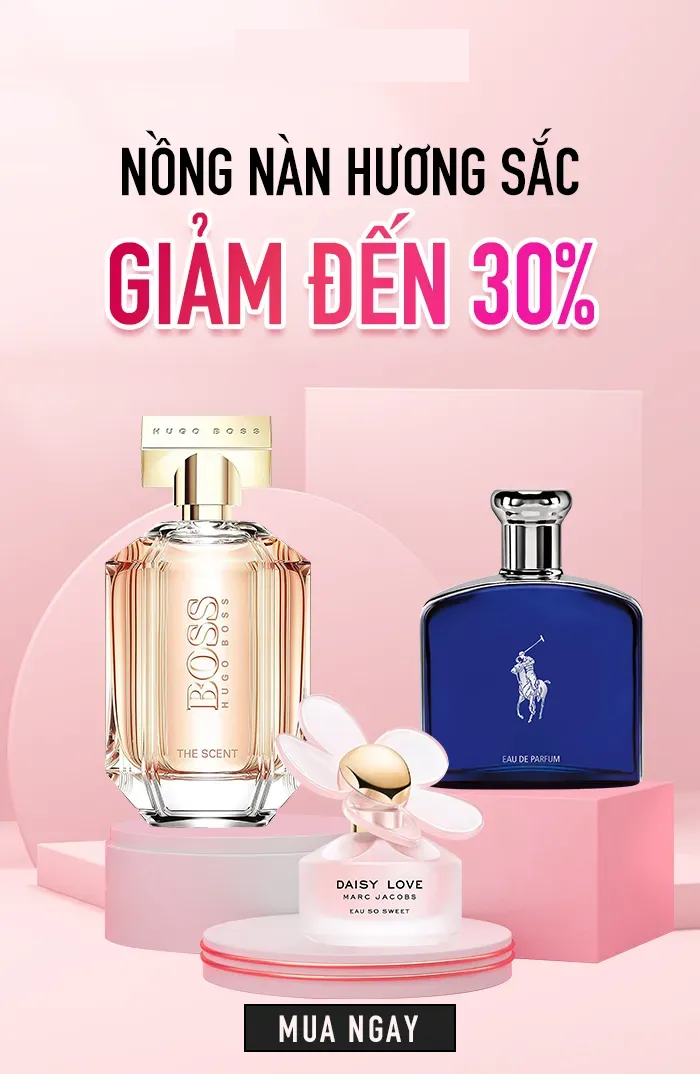 NỒNG NÀN HƯƠNG SẮC
GIẢM ĐẾN 30%
HUGO BOSS
BOSS
HUGO BOSS
THE SCENT
EAU DE PARFUM
DAISY LOVE
MARC JACOBS
EAU SO SWEET
MUA NGAY